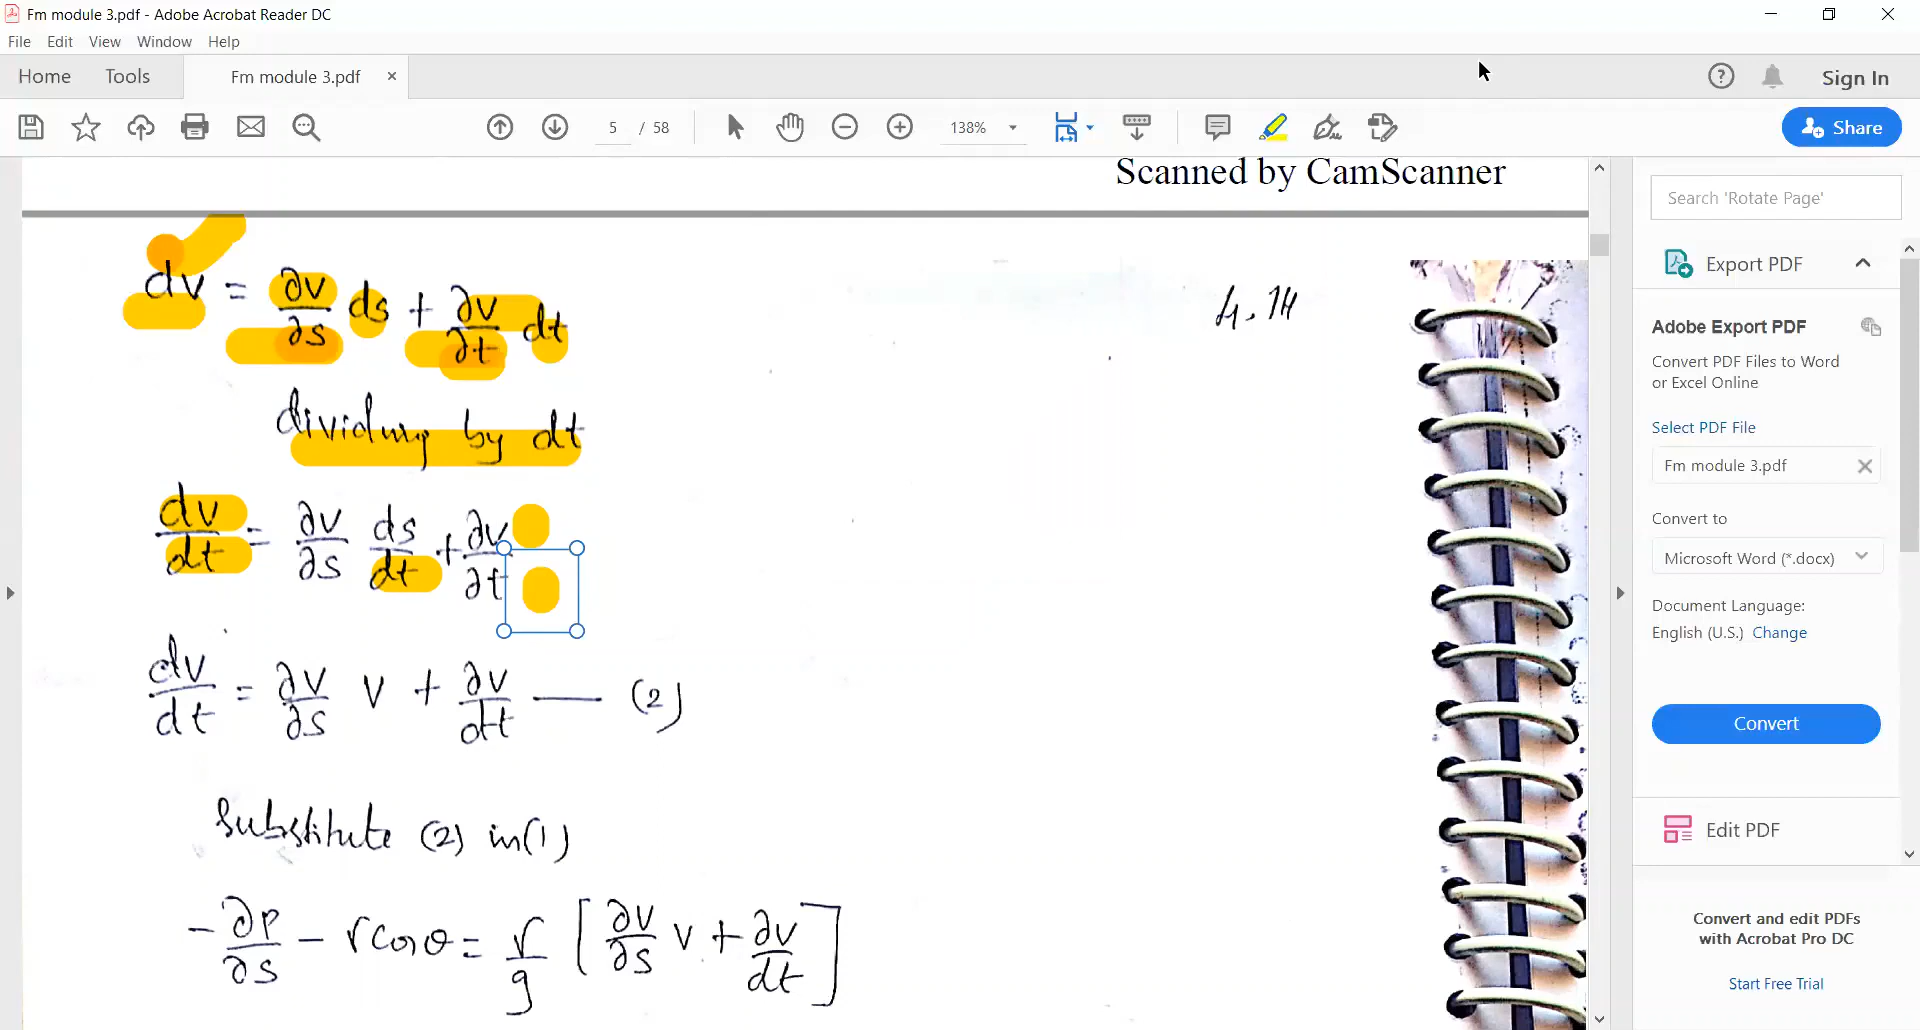 Fm module 3.pdf - Adobe Acrobat Reader DC
File Edit View Window Help
Home Tools Fm module 3.pdf × Sign In
5 / 58 138% Share
Scanned by CamScanner
dv = ∂v/∂s ds + ∂v/∂t dt
4.14
dividing by dt
dv/dt = ∂v/∂s ds/dt + ∂v/∂t
dv/dt = ∂v/∂s v + ∂v/dt — (2)
Substitute (2) in (1)
- ∂P/∂s - r cos θ = r/g [ ∂v/∂s v + ∂v/dt ]
Search 'Rotate Page'
Export PDF
Adobe Export PDF
Convert PDF Files to Word
or Excel Online
Select PDF File
Fm module 3.pdf
Convert to
Microsoft Word (*.docx)
Document Language:
English (U.S.) Change
Convert
Edit PDF
Convert and edit PDFs
with Acrobat Pro DC
Start Free Trial